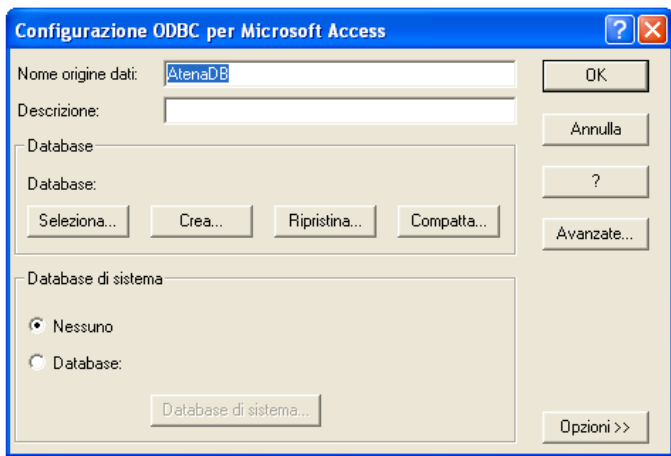 Configurazione ODBC per Microsoft Access
?
Nome origine dati:
AtenaDB
OK
Descrizione:
Annulla
Database
Database:
?
Seleziona...
Crea...
Ripristina...
Compatta...
Avanzate...
Database di sistema
Nessuno
Database:
Database di sistema...
Opzioni >>